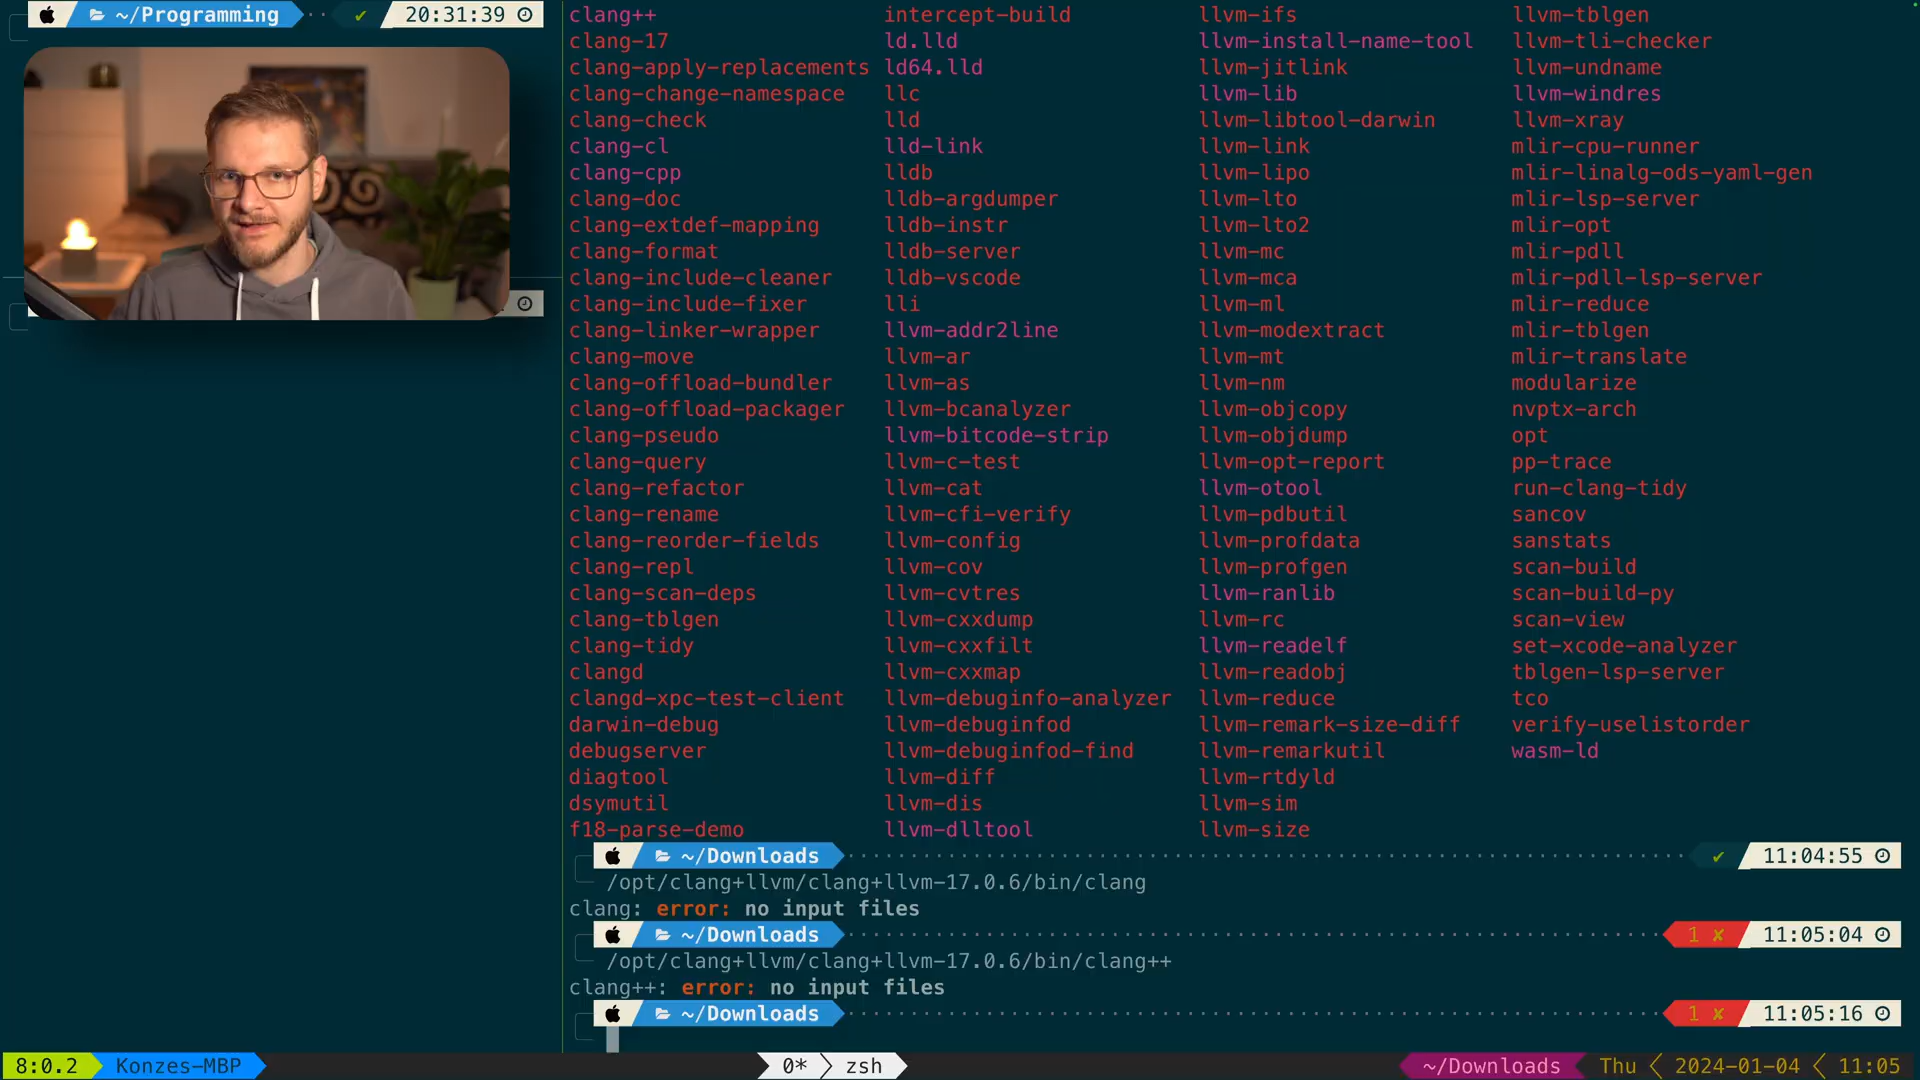 ~/Programming ✔ 20:31:39
clang++ intercept-build llvm-ifs llvm-tblgen
clang-17 ld.lld llvm-install-name-tool llvm-tli-checker
clang-apply-replacements ld64.lld llvm-jitlink llvm-undname
clang-change-namespace llc llvm-lib llvm-windres
clang-check lld llvm-libtool-darwin llvm-xray
clang-cl lld-link llvm-link mlir-cpu-runner
clang-cpp lldb llvm-lipo mlir-linalg-ods-yaml-gen
clang-doc lldb-argdumper llvm-lto mlir-lsp-server
clang-extdef-mapping lldb-instr llvm-lto2 mlir-opt
clang-format lldb-server llvm-mc mlir-pdll
clang-include-cleaner lldb-vscode llvm-mca mlir-pdll-lsp-server
clang-include-fixer lli llvm-ml mlir-reduce
clang-linker-wrapper llvm-addr2line llvm-modextract mlir-tblgen
clang-move llvm-ar llvm-mt mlir-translate
clang-offload-bundler llvm-as llvm-nm modularize
clang-offload-packager llvm-bcanalyzer llvm-objcopy nvptx-arch
clang-pseudo llvm-bitcode-strip llvm-objdump opt
clang-query llvm-c-test llvm-opt-report pp-trace
clang-refactor llvm-cat llvm-otool run-clang-tidy
clang-rename llvm-cfi-verify llvm-pdbutil sancov
clang-reorder-fields llvm-config llvm-profdata sanstats
clang-repl llvm-cov llvm-profgen scan-build
clang-scan-deps llvm-cvtres llvm-ranlib scan-build-py
clang-tblgen llvm-cxxdump llvm-rc scan-view
clang-tidy llvm-cxxfilt llvm-readelf set-xcode-analyzer
clangd llvm-cxxmap llvm-readobj tblgen-lsp-server
clangd-xpc-test-client llvm-debuginfo-analyzer llvm-reduce tco
darwin-debug llvm-debuginfod llvm-remark-size-diff verify-uselistorder
debugserver llvm-debuginfod-find llvm-remarkutil wasm-ld
diagtool llvm-diff llvm-rtdyld
dsymutil llvm-dis llvm-sim
f18-parse-demo llvm-dlltool llvm-size
~/Downloads ✔ 11:04:55
/opt/clang+llvm/clang+llvm-17.0.6/bin/clang
clang: error: no input files
~/Downloads 1 ✘ 11:05:04
/opt/clang+llvm/clang+llvm-17.0.6/bin/clang++
clang++: error: no input files
~/Downloads 1 ✘ 11:05:16
8:0.2 Konzes-MBP 0* zsh ~/Downloads Thu 2024-01-04 11:05